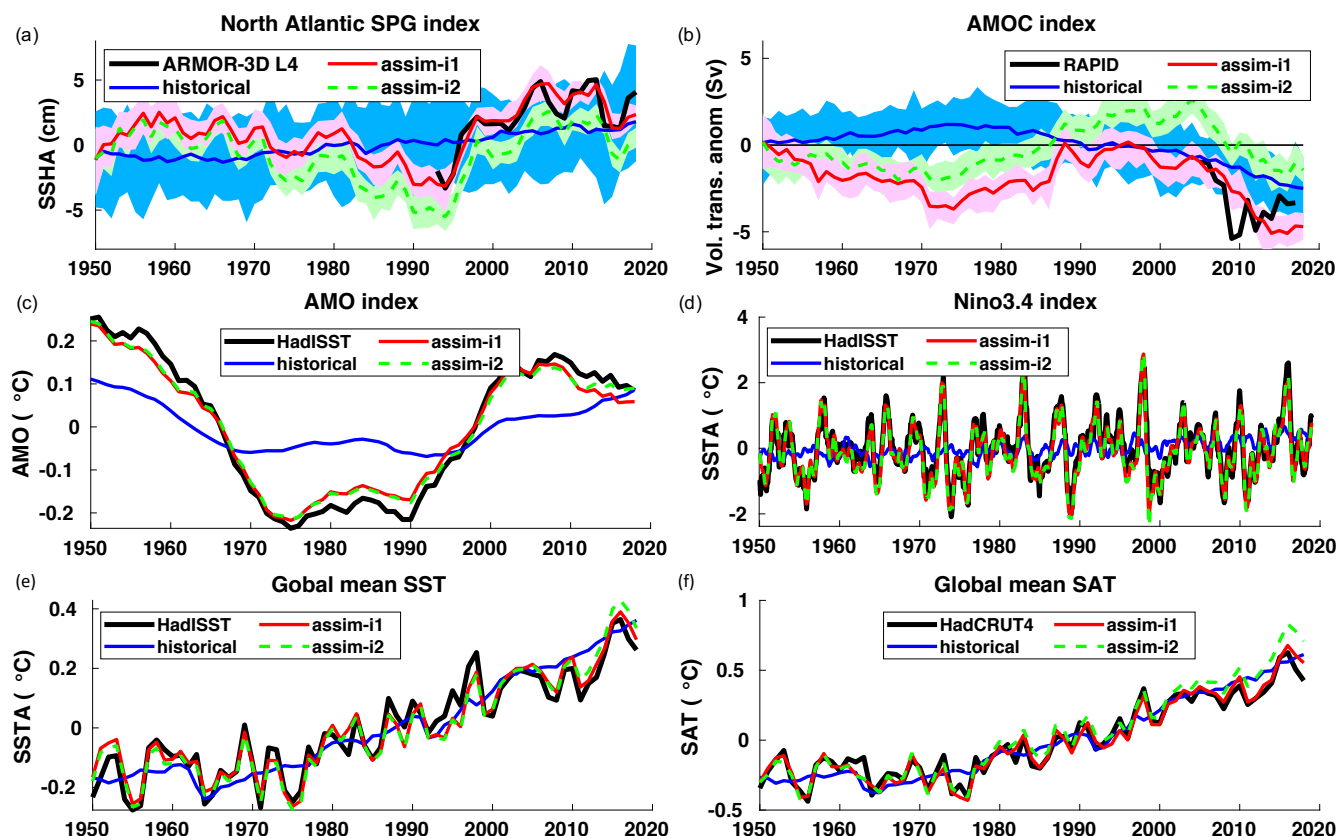 (a)
North Atlantic SPG index
ARMOR-3D L4
assim-i1
historical
assim-i2
SSHA (cm)
5
0
-5
1950 1960 1970 1980 1990 2000 2010 2020
(b)
AMOC index
RAPID
assim-i1
historical
assim-i2
Vol. trans. anom (Sv)
5
0
-5
1950 1960 1970 1980 1990 2000 2010 2020
(c)
AMO index
HadISST
assim-i1
historical
assim-i2
AMO ( °C)
0.2
0.1
0
-0.1
-0.2
1950 1960 1970 1980 1990 2000 2010 2020
(d)
Nino3.4 index
HadISST
assim-i1
historical
assim-i2
SSTA ( °C)
4
2
0
-2
1950 1960 1970 1980 1990 2000 2010 2020
(e)
Gobal mean SST
HadISST
assim-i1
historical
assim-i2
SSTA ( °C)
0.4
0.2
0
-0.2
1950 1960 1970 1980 1990 2000 2010 2020
(f)
Global mean SAT
HadCRUT4
assim-i1
historical
assim-i2
SAT ( °C)
1
0.5
0
-0.5
1950 1960 1970 1980 1990 2000 2010 2020